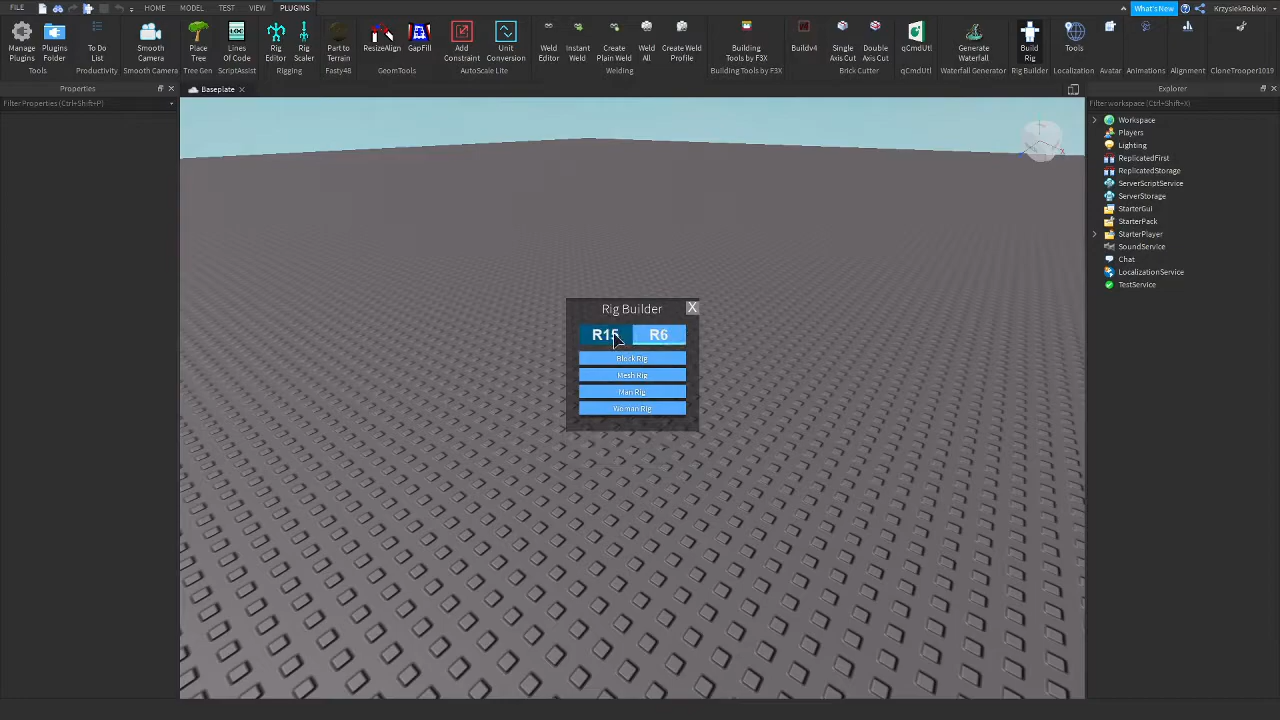 FILE HOME MODEL TEST VIEW PLUGINS What's New KrzysiekRoblox
Manage Plugins
Plugins Folder
Tools
To Do List
Productivity
Smooth Camera
Smooth Camera
Place Tree
Tree Gen
Lines Of Code
ScriptAssist
Rig Editor
Rig Scaler
Rigging
Part to Terrain
Fasty48
ResizeAlign
GapFill
GeomTools
Add Constraint
Unit Conversion
AutoScale Lite
Weld Editor
Instant Weld
Create Plain Weld
Weld All
Create Weld Profile
Welding
Building Tools by F3X
Building Tools by F3X
Buildv4
Single Axis Cut
Double Axis Cut
Brick Cutter
qCmdUtl
qCmdUtl
Generate Waterfall
Waterfall Generator
Build Rig
Rig Builder
Tools
Localization
Avatar
Animations
Alignment
CloneTrooper1019
Properties
Filter Properties (Ctrl+Shift+P)
Baseplate
Rig Builder X
R15 R6
Block Rig
Mesh Rig
Man Rig
Woman Rig
Explorer
Filter workspace (Ctrl+Shift+X)
Workspace
Players
Lighting
ReplicatedFirst
ReplicatedStorage
ServerScriptService
ServerStorage
StarterGui
StarterPack
StarterPlayer
SoundService
Chat
LocalizationService
TestService